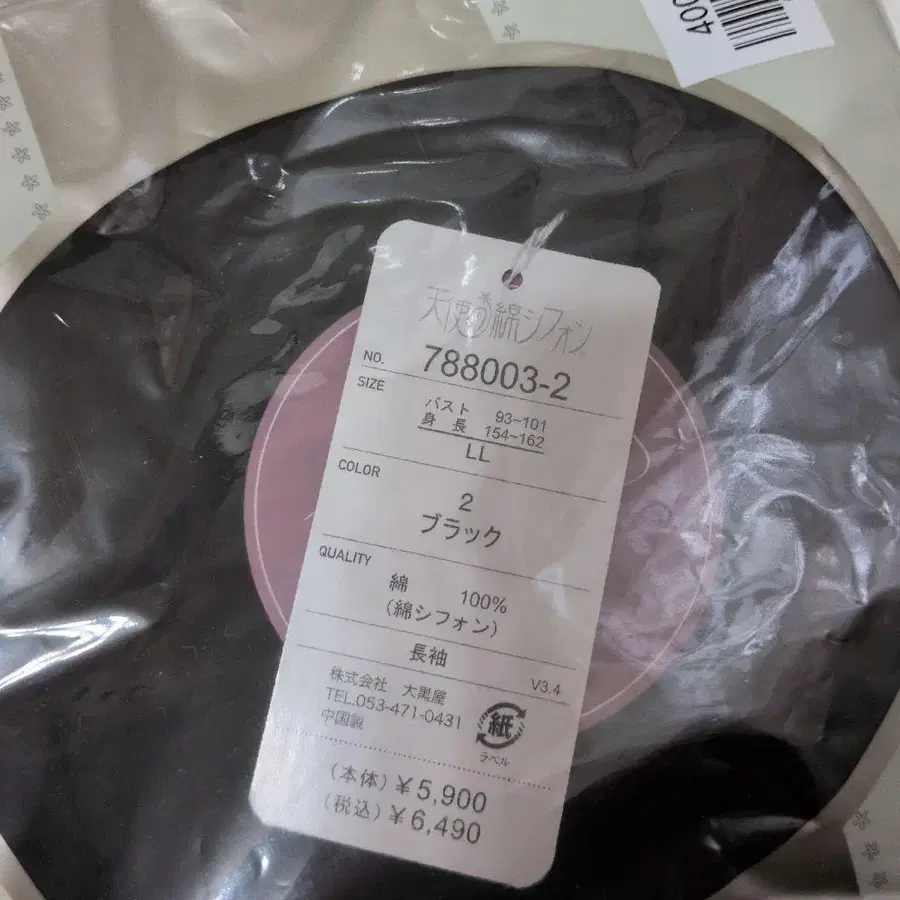 400
天使の綿シフォン
NO. 788003-2
SIZE
バスト 93~101
身長 154~162
LL
COLOR
2
ブラック
QUALITY
綿 100%
(綿シフォン)
長袖
V3.4
株式会社 大黒屋
TEL.053-471-0431
中国製
紙
ラベル
(本体) ¥5,900
(税込) ¥6,490